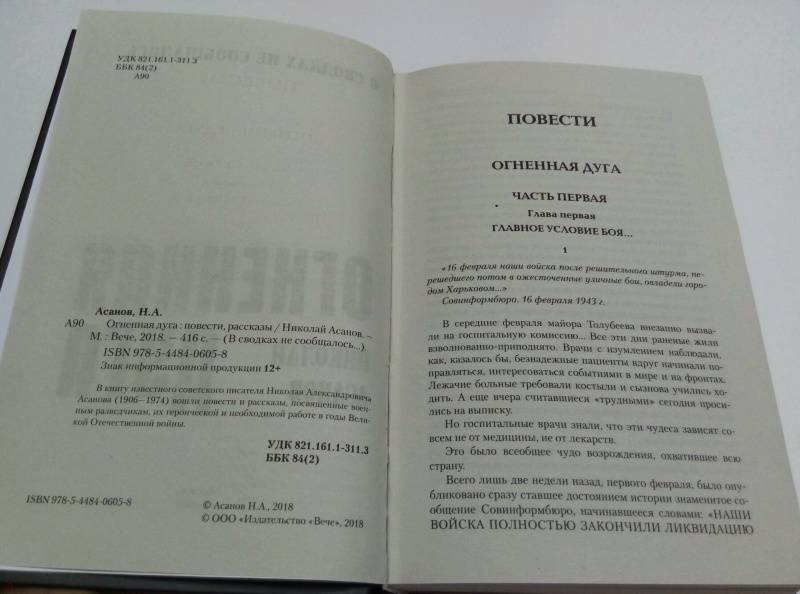 УДК 821.161.1-311.3
ББК 84(2)
А90
Асанов, Н.А.
А90 Огненная дуга : повести, рассказы / Николай Асанов. –
М. : Вече, 2018. — 416 с. — ( В сводках не сообщалось...).
ISBN 978-5-4484-0605-8
Знак информационной продукции 12+
В книгу известного советского писателя Николая Александровича
Асанова (1906—1974) вошли повести и рассказы, посвященные воен-
ным разведчикам, их героической и необходимой работе в годы Вели-
кой Отечественной войны.
УДК 821.161.1-311.3
ББК 84(2)
ISBN 978-5-4484-0605-8
© Асанов Н.А., 2018
© ООО «Издательство «Вече», 2018
ПОВЕСТИ
ОГНЕННАЯ ДУГА
ЧАСТЬ ПЕРВАЯ
Глава первая
ГЛАВНОЕ УСЛОВИЕ БОЯ...
1
«16 февраля наши войска после решительного штурма, пе-
решедшего потом в ожесточенные уличные бои, овладели горо-
дом Харьковом...»
Совинформбюро. 16 февраля 1943 г.
В середине февраля майора Толубеева внезапно вызва-
ли на госпитальную комиссию... Все эти дни раненые жили
взволнованно-приподнято. Врачи с изумлением наблюдали,
как, казалось бы, безнадежные пациенты вдруг начинали по-
правляться, интересоваться событиями в мире и на фронтах.
Лежачие больные требовали костыли и сызнова учились хо-
дить. А еще вчера считавшиеся «трудными» сегодня проси-
лись на выписку.
Но госпитальные врачи знали, что эти чудеса зависят со-
всем не от медицины, не от лекарств.
Это было всеобщее чудо возрождения, охватившее всю
страну.
Всего лишь две недели назад, первого февраля, было опу-
бликовано сразу ставшее достоянием истории знаменитое со-
общение Совинформбюро, начинавшееся словами: «НАШИ
ВОЙСКА ПОЛНОСТЬЮ ЗАКОНЧИЛИ ЛИКВИДАЦИЮ